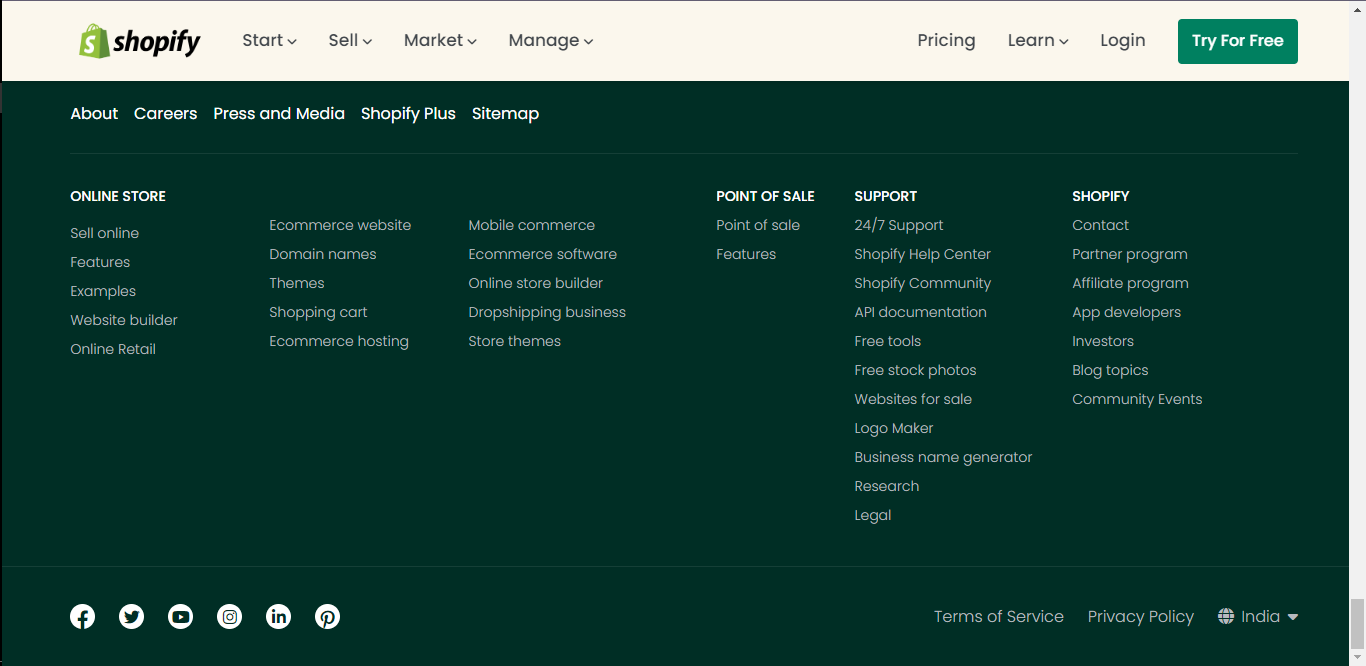 shopify
Start
Sell
Market
Manage
Pricing
Learn
Login
Try For Free
About
Careers
Press and Media
Shopify Plus
Sitemap
ONLINE STORE
Sell online
Features
Examples
Website builder
Online Retail
Ecommerce website
Domain names
Themes
Shopping cart
Ecommerce hosting
Mobile commerce
Ecommerce software
Online store builder
Dropshipping business
Store themes
POINT OF SALE
Point of sale
Features
SUPPORT
24/7 Support
Shopify Help Center
Shopify Community
API documentation
Free tools
Free stock photos
Websites for sale
Logo Maker
Business name generator
Research
Legal
SHOPIFY
Contact
Partner program
Affiliate program
App developers
Investors
Blog topics
Community Events
Terms of Service
Privacy Policy
India